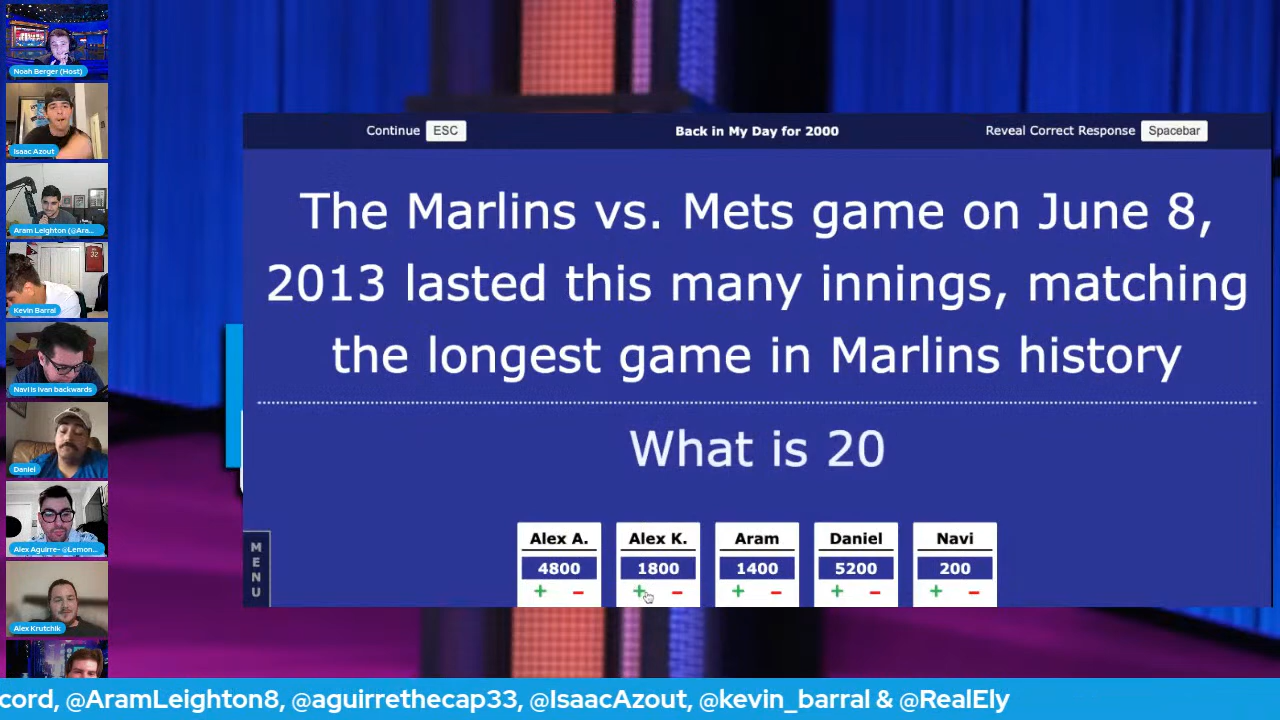 Noah Berger (Host)
Isaac Azout
Aram Leighton (@Ara...
Kevin Barral
Navi is Ivan backwards
Daniel
Alex Aguirre- @Lemon...
Alex Krutchik
Continue ESC
Back in My Day for 2000
Reveal Correct Response Spacebar
The Marlins vs. Mets game on June 8,
2013 lasted this many innings, matching
the longest game in Marlins history
What is 20
MENU
Alex A. Alex K. Aram Daniel Navi
4800 1800 1400 5200 200
+ − + − + − + − + −
cord, @AramLeighton8, @aguirrethecap33, @IsaacAzout, @kevin_barral & @RealEly